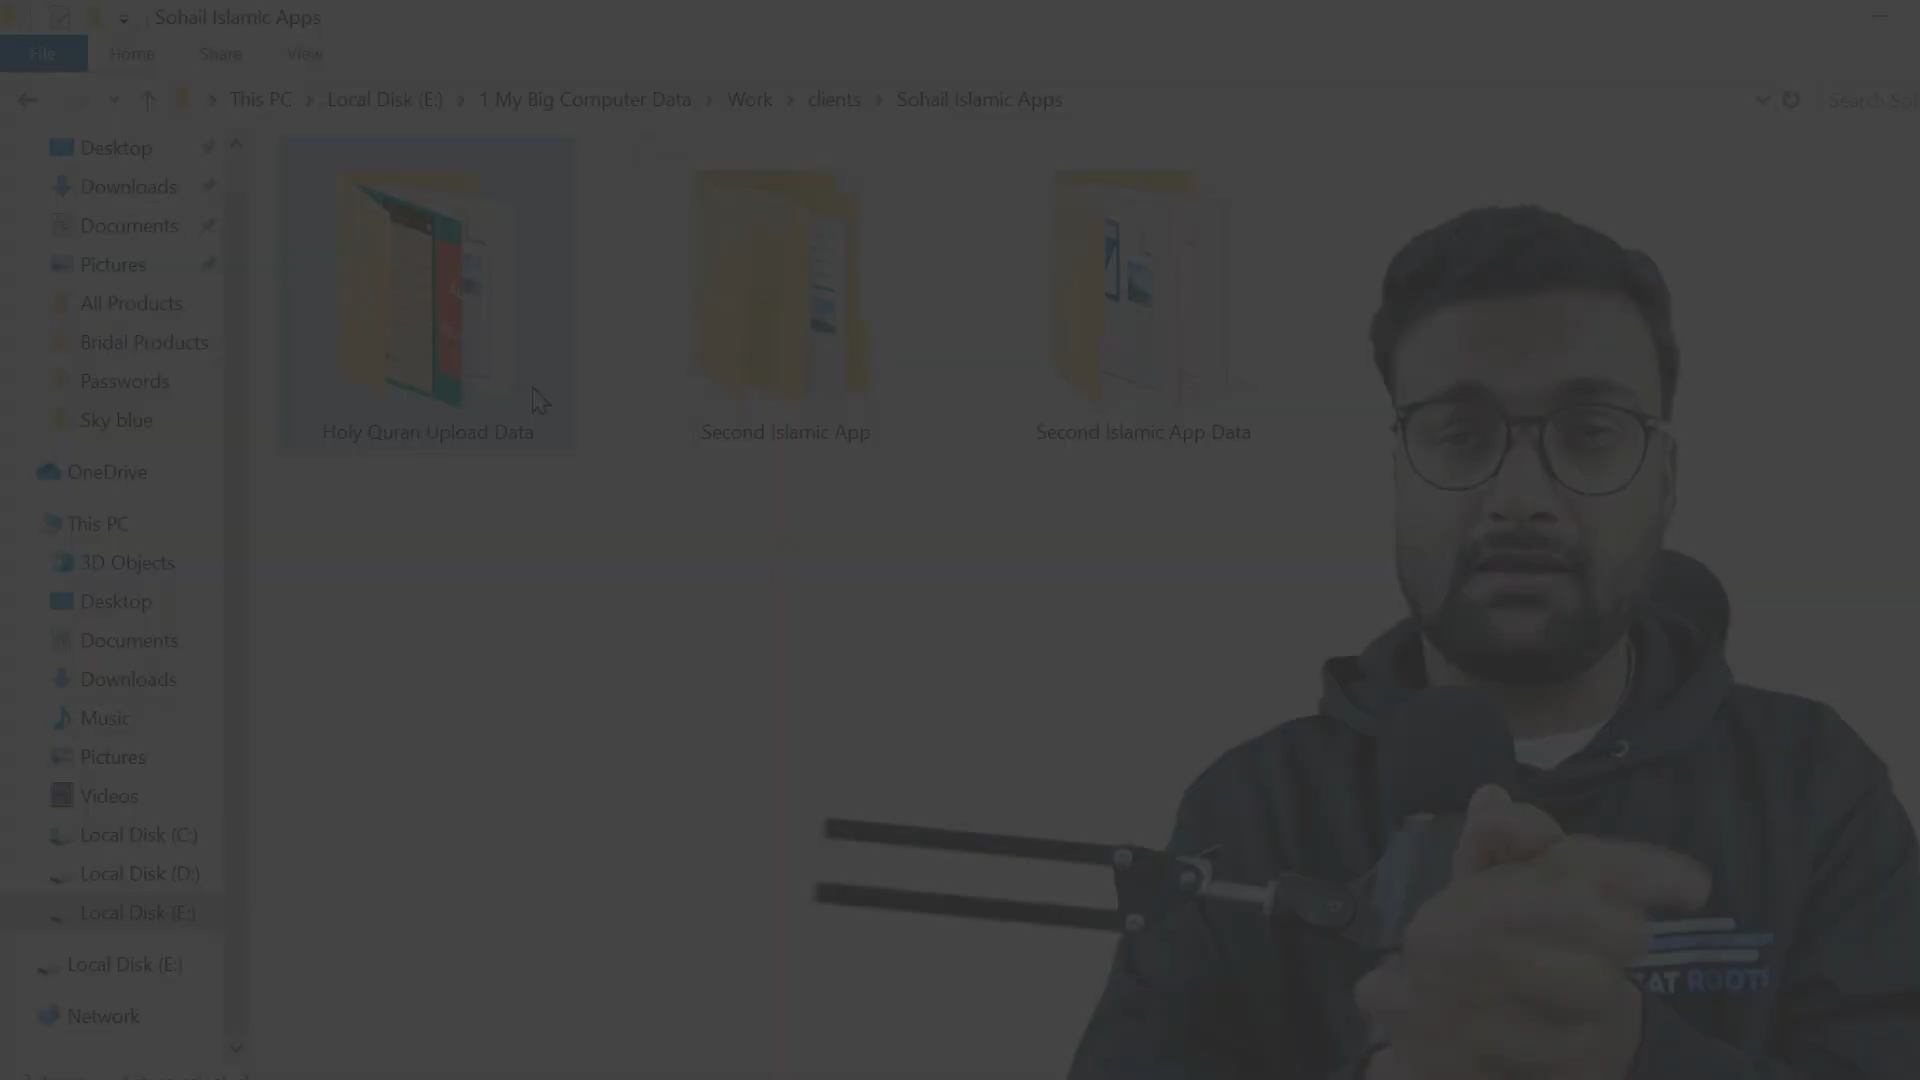 Sohail Islamic Apps
File Home Share View
This PC Local Disk (E:) 1 My Big Computer Data Work clients Sohail Islamic Apps
Desktop
Downloads
Documents
Pictures
All Products
Bridal Products
Passwords
Sky blue
OneDrive
This PC
3D Objects
Desktop
Documents
Downloads
Music
Pictures
Videos
Local Disk (C:)
Local Disk (D:)
Local Disk (E:)
Local Disk (E:)
Network
Holy Quran Upload Data
Second Islamic App
Second Islamic App Data
Search
ROOTS